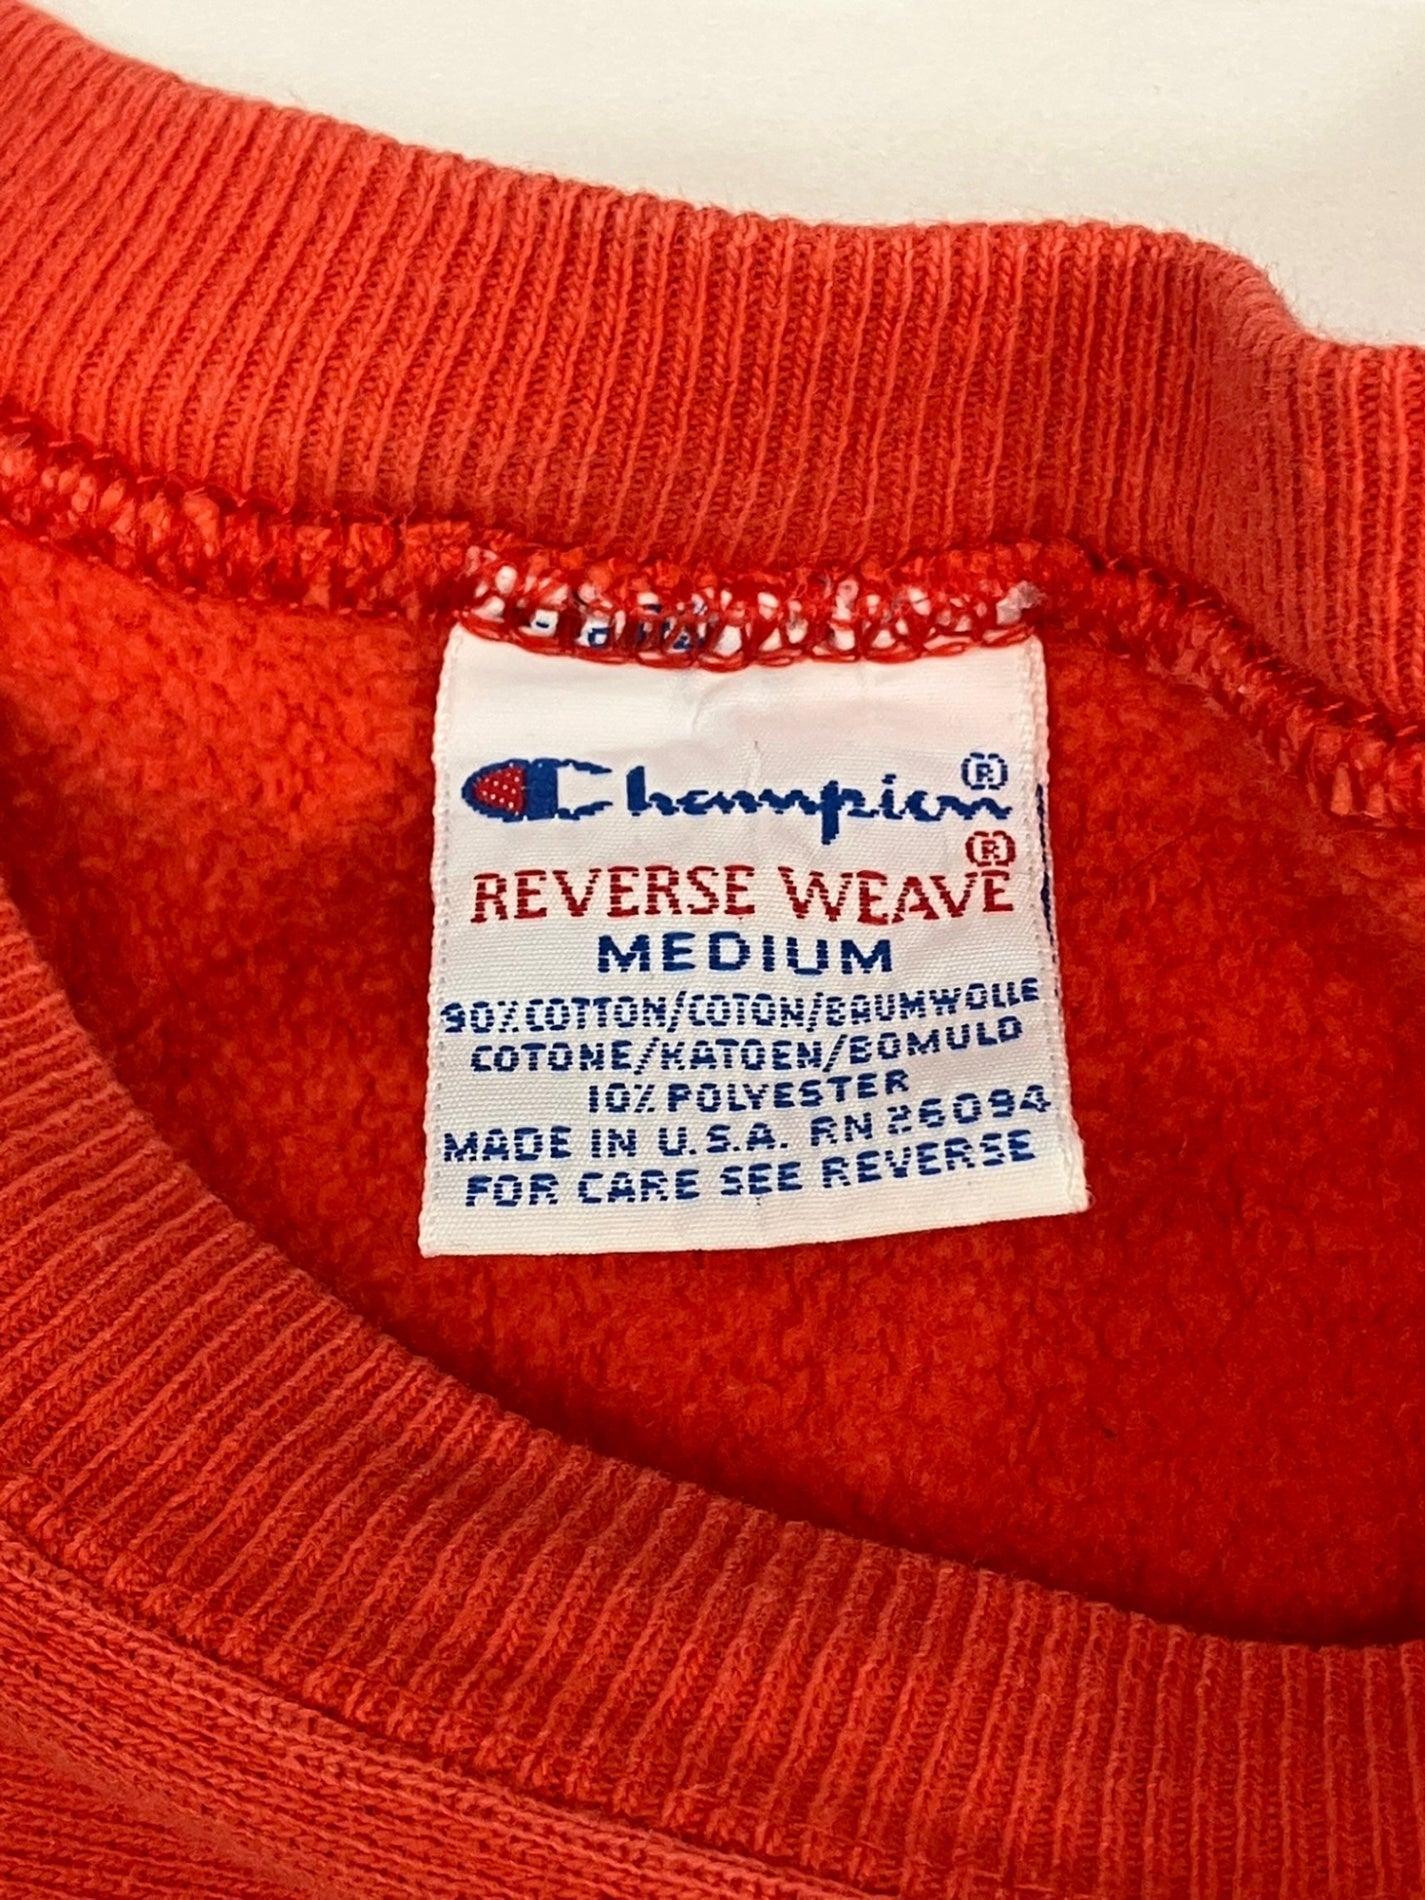 Champion®
REVERSE WEAVE®
MEDIUM
90% COTTON/COTON/BAUMWOLLE
COTONE/KATOEN/BOMULD
10% POLYESTER
MADE IN U.S.A. RN 26094
FOR CARE SEE REVERSE